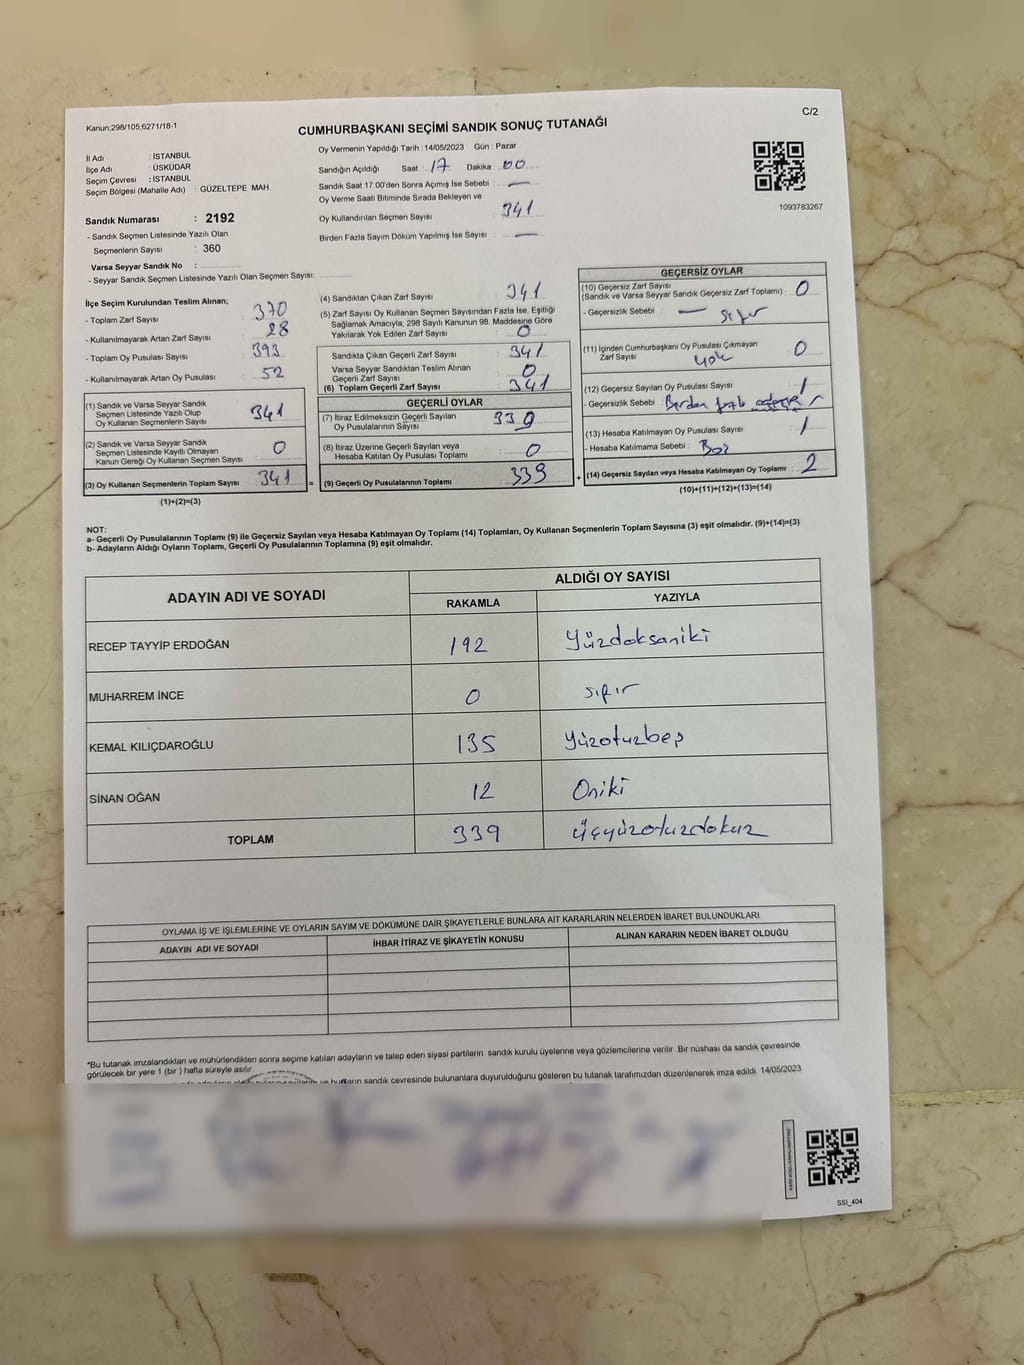 Kanun;298/105;6271/18-1
C/2
CUMHURBAŞKANI SEÇİMİ SANDIK SONUÇ TUTANAĞI
İl Adı : İSTANBUL
İlçe Adı : ÜSKÜDAR
Seçim Çevresi : İSTANBUL
Seçim Bölgesi (Mahalle Adı) : GÜZELTEPE MAH.
Sandık Numarası : 2192
- Sandık Seçmen Listesinde Yazılı Olan
Seçmenlerin Sayısı : 360
Varsa Seyyar Sandık No :
- Seyyar Sandık Seçmen Listesinde Yazılı Olan Seçmen Sayısı:
Oy Vermenin Yapıldığı Tarih : 14/05/2023 Gün : Pazar
Sandığın Açıldığı Saat : 17 Dakika : 00
Sandık Saat 17:00'den Sonra Açımış İse Sebebi : —
Oy Verme Saati Bitiminde Sırada Bekleyen ve
Oy Kullandırılan Seçmen Sayısı : 341
Birden Fazla Sayım Döküm Yapılmış İse Sayısı : —
1093783267
İlçe Seçim Kurulundan Teslim Alınan;
- Toplam Zarf Sayısı : 370
- Kullanılmayarak Artan Zarf Sayısı : 28
- Toplam Oy Pusulası Sayısı : 393
- Kullanılmayarak Artan Oy Pusulası : 52
(1) Sandık ve Varsa Seyyar Sandık
Seçmen Listesinde Yazılı Olup
Oy Kullanan Seçmenlerin Sayısı : 341
(2) Sandık ve Varsa Seyyar Sandık
Seçmen Listesinde Kayıtlı Olmayan
Kanun Gereği Oy Kullanan Seçmen Sayısı : 0
(3) Oy Kullanan Seçmenlerin Toplam Sayısı : 341 =
(1)+(2)=(3)
(4) Sandıktan Çıkan Zarf Sayısı : 341
(5) Zarf Sayısı Oy Kullanan Seçmen Sayısından Fazla İse, Eşitliği
Sağlamak Amacıyla, 298 Sayılı Kanunun 98. Maddesine Göre
Yakılarak Yok Edilen Zarf Sayısı : 0
Sandıkta Çıkan Geçerli Zarf Sayısı : 341
Varsa Seyyar Sandıktan Teslim Alınan
Geçerli Zarf Sayısı : 0
(6) Toplam Geçerli Zarf Sayısı : 341
GEÇERLİ OYLAR
(7) İtiraz Edilmeksizin Geçerli Sayılan
Oy Pusulalarının Sayısı : 339
(8) İtiraz Üzerine Geçerli Sayılan veya
Hesaba Katılan Oy Pusulası Toplamı : 0
(9) Geçerli Oy Pusulalarının Toplamı : 339 +
GEÇERSİZ OYLAR
(10) Geçersiz Zarf Sayısı
(Sandık ve Varsa Seyyar Sandık Geçersiz Zarf Toplamı) : 0
- Geçersizlik Sebebi : — sıfır
(11) İçinden Cumhurbaşkanı Oy Pusulası Çıkmayan
Zarf Sayısı : 0
yok
(12) Geçersiz Sayılan Oy Pusulası Sayısı : 1
- Geçersizlik Sebebi : Birden fazla
(13) Hesaba Katılmayan Oy Pusulası Sayısı : 1
- Hesaba Katılmama Sebebi : Boş
(14) Geçersiz Sayılan veya Hesaba Katılmayan Oy Toplamı : 2
(10)+(11)+(12)+(13)=(14)
NOT:
a- Geçerli Oy Pusulalarının Toplamı (9) ile Geçersiz Sayılan veya Hesaba Katılmayan Oy Toplamı (14) Toplamları, Oy Kullanan Seçmenlerin Toplam Sayısına (3) eşit olmalıdır. (9)+(14)=(3)
b- Adayların Aldığı Oyların Toplamı, Geçerli Oy Pusulalarının Toplamına (9) eşit olmalıdır.
ADAYIN ADI VE SOYADI
ALDIĞI OY SAYISI
RAKAMLA YAZIYLA
RECEP TAYYİP ERDOĞAN 192 Yüzdoksaniki
MUHARREM İNCE 0 sıfır
KEMAL KILIÇDAROĞLU 135 Yüzotuzbeş
SİNAN OĞAN 12 Oniki
TOPLAM 339 Üçyüzotuzdokuz
OYLAMA İŞ VE İŞLEMLERİNE VE OYLARIN SAYIM VE DÖKÜMÜNE DAİR ŞİKAYETLERLE BUNLARA AİT KARARLARIN NELERDEN İBARET BULUNDUKLARI
ADAYIN ADI VE SOYADI İHBAR İTİRAZ VE ŞİKAYETİN KONUSU ALINAN KARARIN NEDEN İBARET OLDUĞU
*Bu tutanak imzalandıktan ve mühürlendikten sonra seçime katılan adayların ve talep eden siyasi partilerin sandık kurulu üyelerine veya gözlemcilerine verilir. Bir nüshası da sandık çevresinde
görülecek bir yere 1 (bir) hafta süreyle asılır.
ve bunların sandık çevresinde bulunanlara duyurulduğunu gösteren bu tutanak tarafımızdan düzenlenerek imza edildi. 14/05/2023
SSI_404